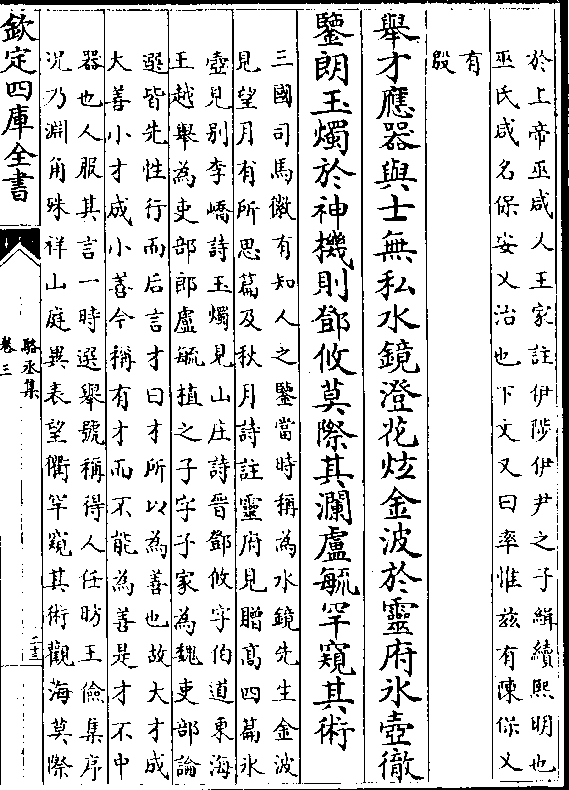 於上帝巫咸人王家註伊陟伊尹之子緝續熙明也
巫氏咸名保安乂治也下文又曰率惟兹有陳保乂
有
殷
舉才應器與士無私水鏡澄花炫金波於靈府氷壺徹
鑒朗玉燭於神機則鄧攸莫際其瀾盧毓罕窺其術
三國司馬徽有知人之鑒當時稱為水鏡先生金波
見望月有所思篇及秋月詩註靈府見贈髙四篇氷
壺見别李嶠詩玉燭見山庄詩晉鄧攸字伯道東海
王越舉為吏部郎盧毓植之子字子家為魏吏部論
選皆先性行而后言才曰才所以為善也故大才成
大善小才成小善今稱有才而不能為善是才不中
器也人服其言一時選舉號稱得人任昉王儉集序
况乃淵角殊祥山庭異表望衢罕窺其術觀海莫際
欽定四庫全書
駱丞集
卷三
二十三